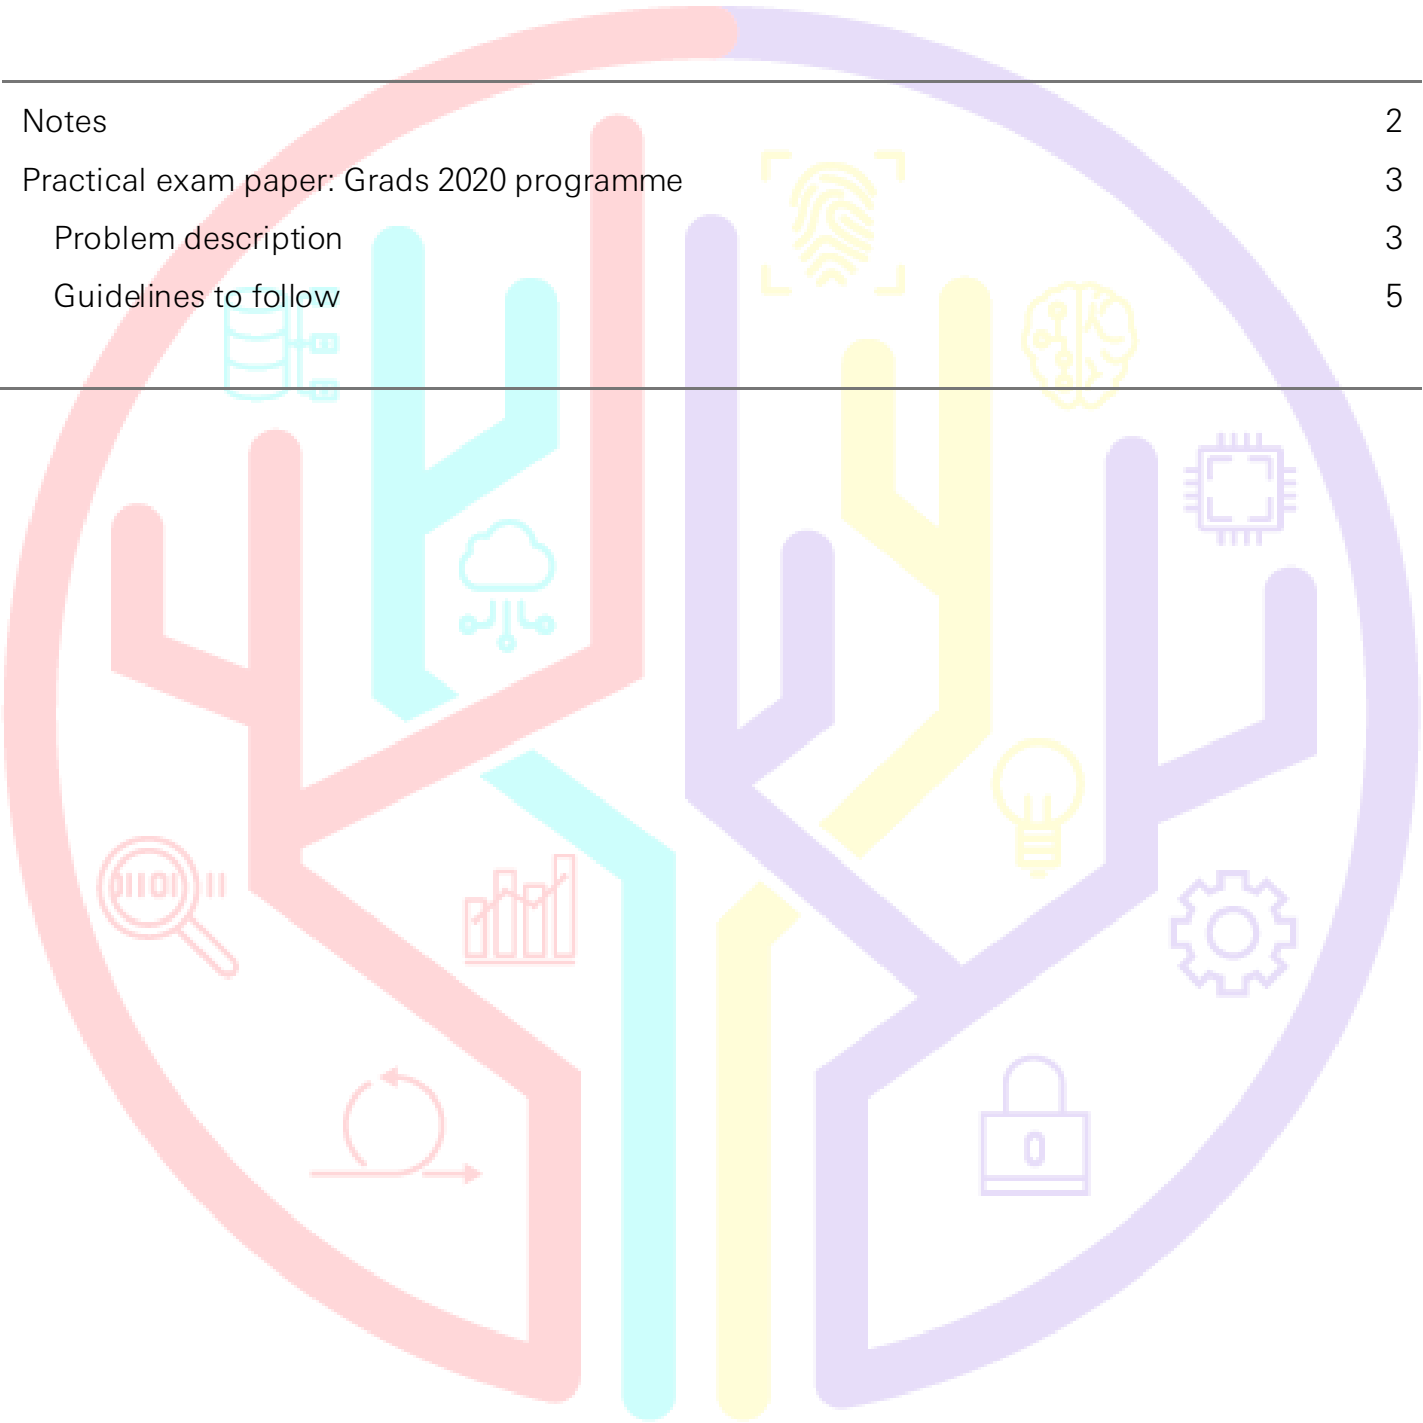 Notes 2
Practical exam paper: Grads 2020 programme 3
Problem description 3
Guidelines to follow 5